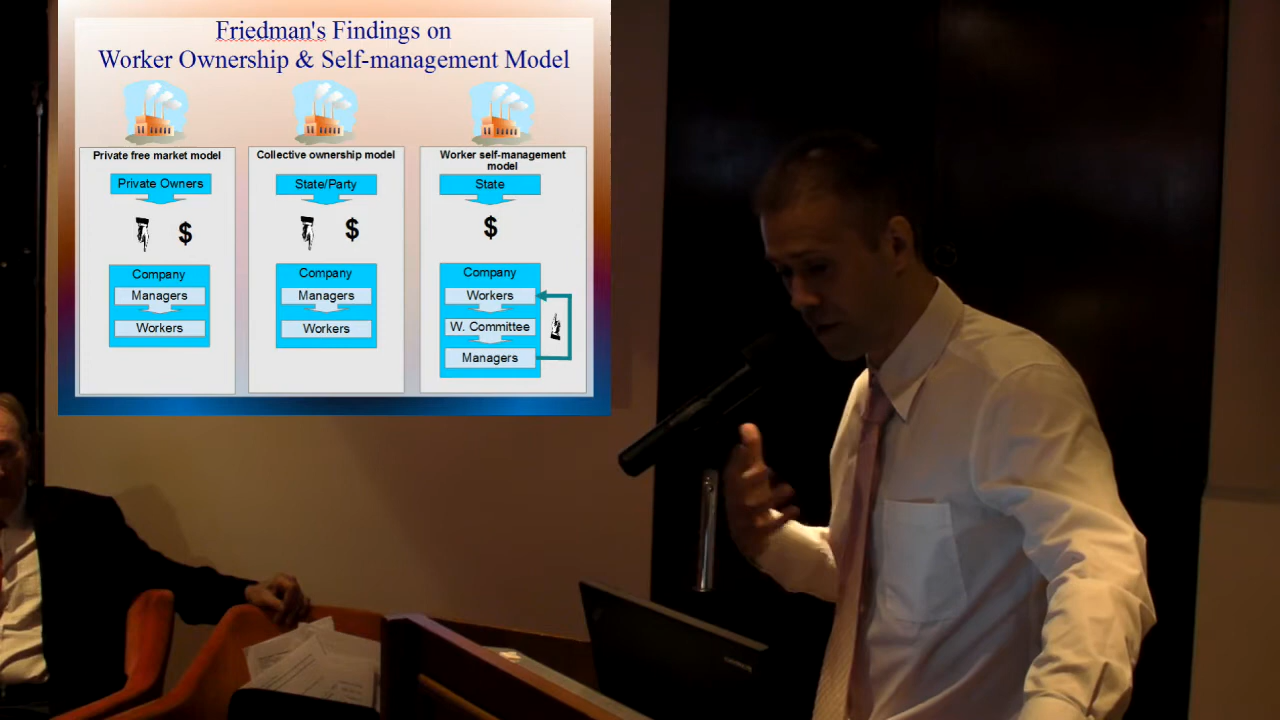 Friedman's Findings on
Worker Ownership & Self-management Model
Private free market model
Private Owners
$
Company
Managers
Workers
Collective ownership model
State/Party
$
Company
Managers
Workers
Worker self-management
model
State
$
Company
Workers
W. Committee
Managers